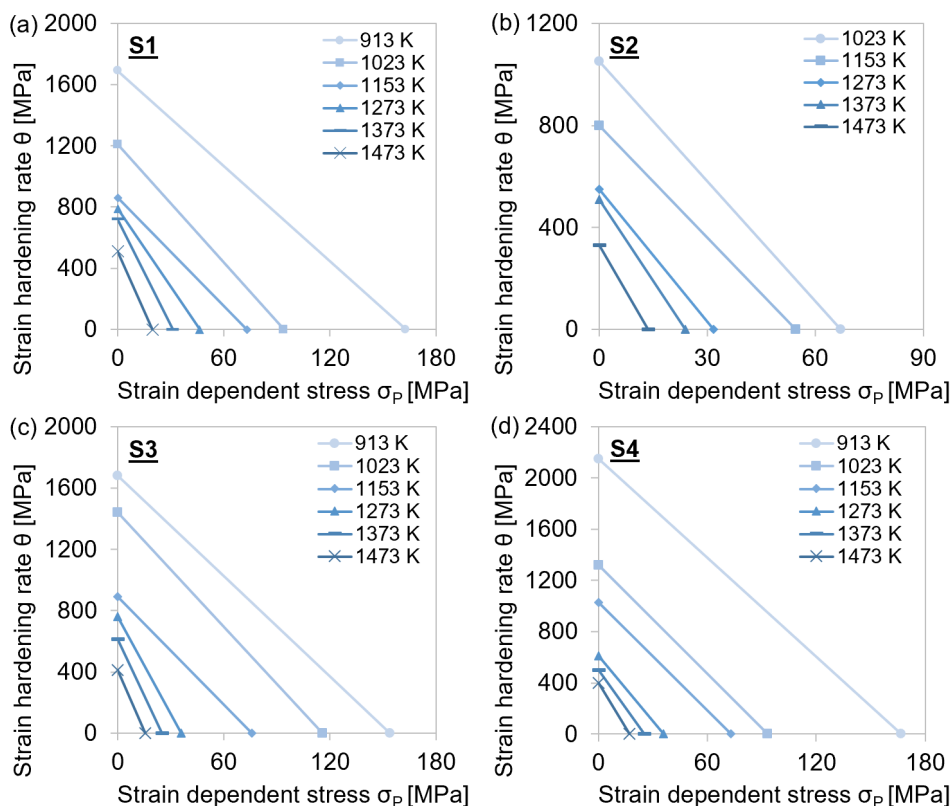 (a)
Strain hardening rate θ [MPa]
2000
1600
1200
800
400
0
S1
913 K
1023 K
1153 K
1273 K
1373 K
1473 K
0 60 120 180
Strain dependent stress σP [MPa]
(b)
Strain hardening rate θ [MPa]
1200
800
400
0
S2
1023 K
1153 K
1273 K
1373 K
1473 K
0 30 60 90
Strain dependent stress σP [MPa]
(c)
Strain hardening rate θ [MPa]
2000
1600
1200
800
400
0
S3
913 K
1023 K
1153 K
1273 K
1373 K
1473 K
0 60 120 180
Strain dependent stress σP [MPa]
(d)
Strain hardening rate θ [MPa]
2400
2000
1600
1200
800
400
0
S4
913 K
1023 K
1153 K
1273 K
1373 K
1473 K
0 60 120 180
Strain dependent stress σP [MPa]